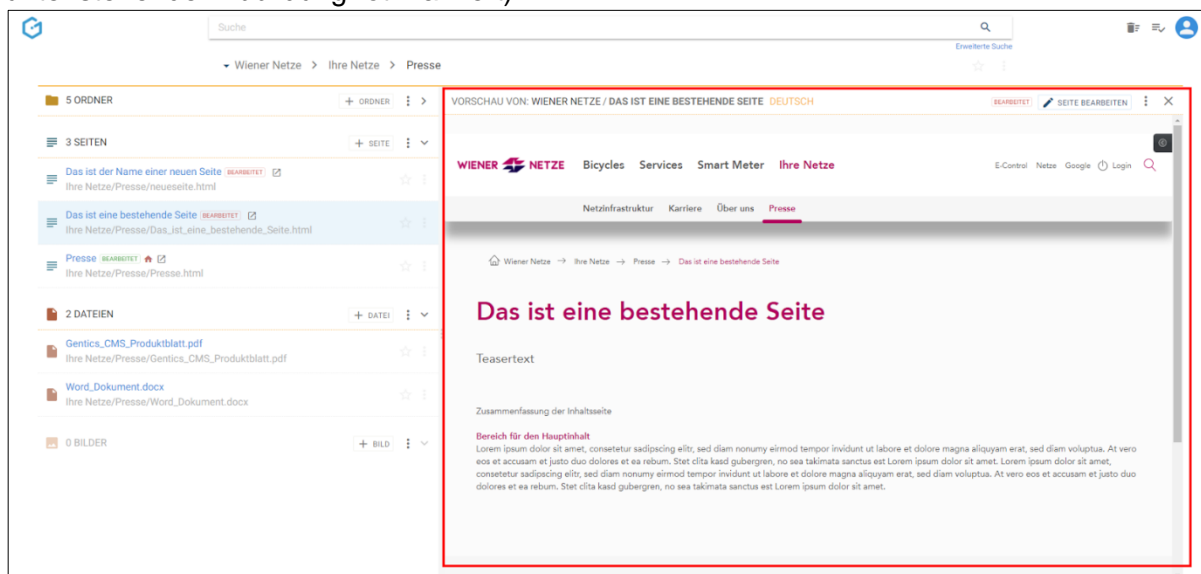 Suche
Erweiterte Suche
Wiener Netze > Ihre Netze > Presse
5 ORDNER
+ ORDNER
3 SEITEN
+ SEITE
Das ist der Name einer neuen Seite BEARBEITET
Ihre Netze/Presse/neueseite.html
Das ist eine bestehende Seite BEARBEITET
Ihre Netze/Presse/Das_ist_eine_bestehende_Seite.html
Presse BEARBEITET
Ihre Netze/Presse/Presse.html
2 DATEIEN
+ DATEI
Gentics_CMS_Produktblatt.pdf
Ihre Netze/Presse/Gentics_CMS_Produktblatt.pdf
Word_Dokument.docx
Ihre Netze/Presse/Word_Dokument.docx
0 BILDER
+ BILD
VORSCHAU VON: WIENER NETZE / DAS IST EINE BESTEHENDE SEITE DEUTSCH
BEARBEITET SEITE BEARBEITEN
WIENER NETZE Bicycles Services Smart Meter Ihre Netze
E-Control Netze Google Login
Netzinfrastruktur Karriere Über uns Presse
Wiener Netze → Ihre Netze → Presse → Das ist eine bestehende Seite
Das ist eine bestehende Seite
Teasertext
Zusammenfassung der Inhaltsseite
Bereich für den Hauptinhalt
Lorem ipsum dolor sit amet, consetetur sadipscing elitr, sed diam nonumy eirmod tempor invidunt ut labore et dolore magna aliquyam erat, sed diam voluptua. At vero
eos et accusam et justo duo dolores et ea rebum. Stet clita kasd gubergren, no sea takimata sanctus est Lorem ipsum dolor sit amet. Lorem ipsum dolor sit amet,
consetetur sadipscing elitr, sed diam nonumy eirmod tempor invidunt ut labore et dolore magna aliquyam erat, sed diam voluptua. At vero eos et accusam et justo duo
dolores et ea rebum. Stet clita kasd gubergren, no sea takimata sanctus est Lorem ipsum dolor sit amet.